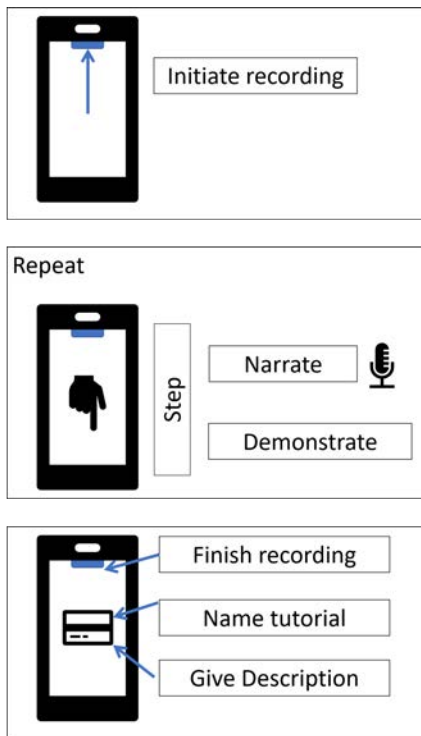 Initiate recording
Repeat
Step
Narrate
Demonstrate
Finish recording
Name tutorial
Give Description